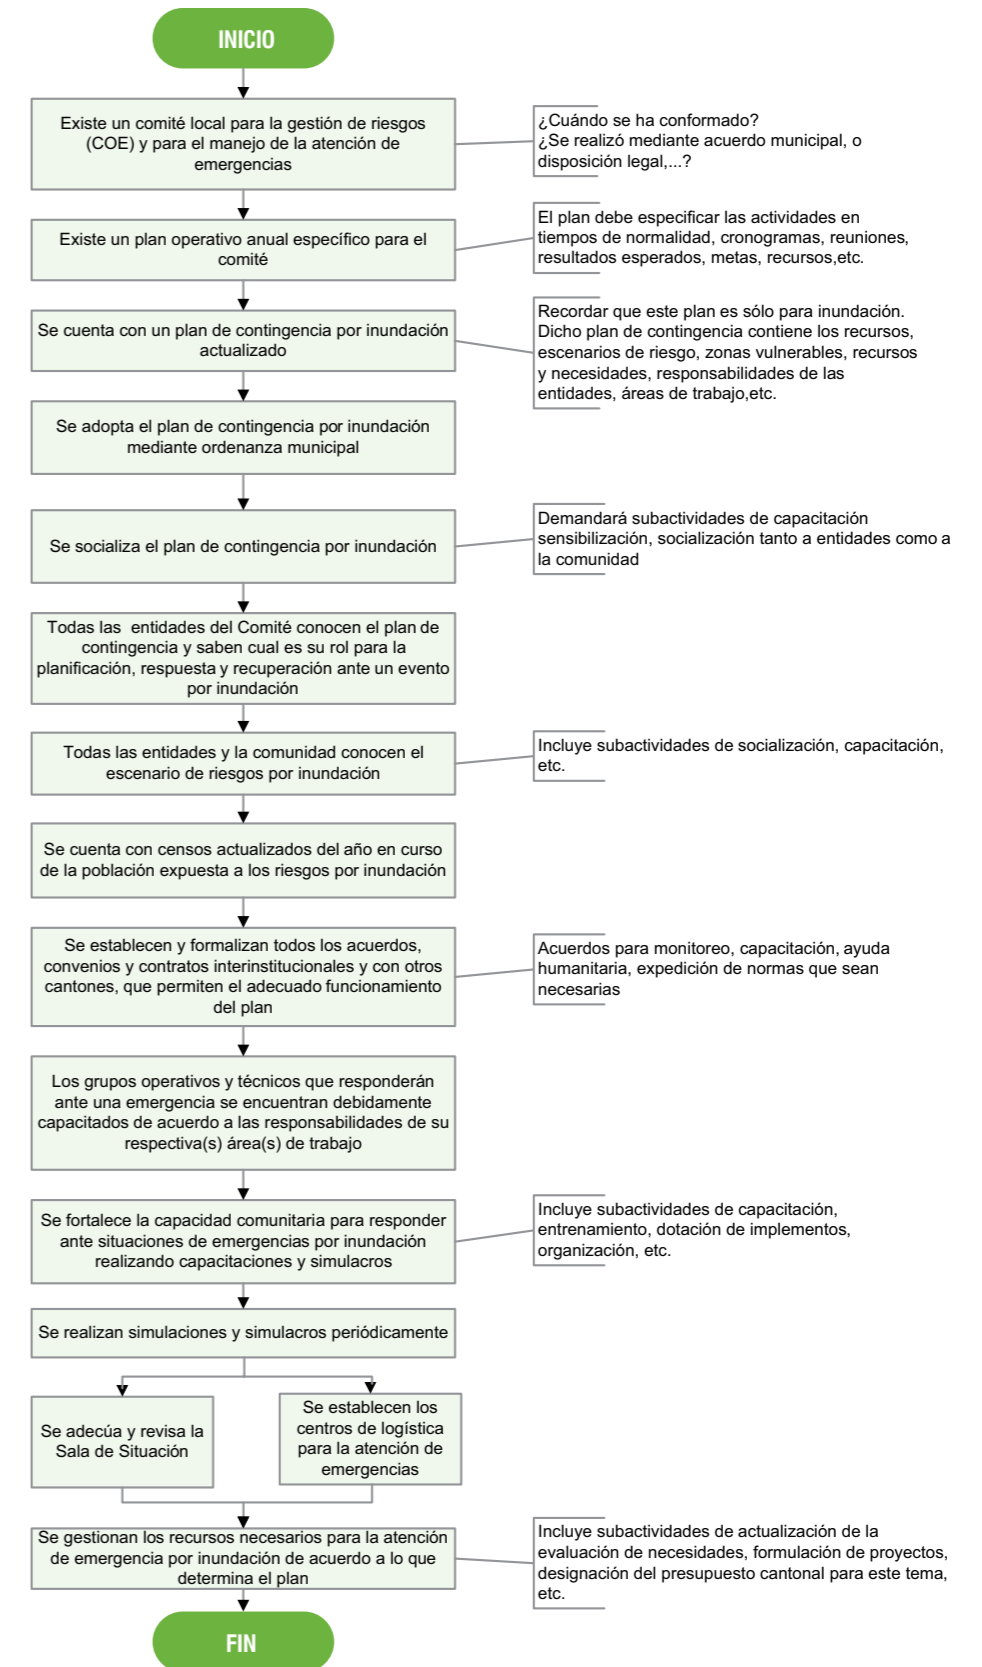 INICIO
Existe un comité local para la gestión de riesgos
(COE) y para el manejo de la atención de
emergencias
¿Cuándo se ha conformado?
¿Se realizó mediante acuerdo municipal, o
disposición legal,...?
Existe un plan operativo anual específico para el
comité
El plan debe especificar las actividades en
tiempos de normalidad, cronogramas, reuniones,
resultados esperados, metas, recursos,etc.
Se cuenta con un plan de contingencia por inundación
actualizado
Recordar que este plan es sólo para inundación.
Dicho plan de contingencia contiene los recursos,
escenarios de riesgo, zonas vulnerables, recursos
y necesidades, responsabilidades de las
entidades, áreas de trabajo,etc.
Se adopta el plan de contingencia por inundación
mediante ordenanza municipal
Se socializa el plan de contingencia por inundación
Demandará subactividades de capacitación
sensibilización, socialización tanto a entidades como a
la comunidad
Todas las entidades del Comité conocen el plan de
contingencia y saben cual es su rol para la
planificación, respuesta y recuperación ante un evento
por inundación
Todas las entidades y la comunidad conocen el
escenario de riesgos por inundación
Incluye subactividades de socialización, capacitación,
etc.
Se cuenta con censos actualizados del año en curso
de la población expuesta a los riesgos por inundación
Se establecen y formalizan todos los acuerdos,
convenios y contratos interinstitucionales y con otros
cantones, que permiten el adecuado funcionamiento
del plan
Acuerdos para monitoreo, capacitación, ayuda
humanitaria, expedición de normas que sean
necesarias
Los grupos operativos y técnicos que responderán
ante una emergencia se encuentran debidamente
capacitados de acuerdo a las responsabilidades de su
respectiva(s) área(s) de trabajo
Se fortalece la capacidad comunitaria para responder
ante situaciones de emergencias por inundación
realizando capacitaciones y simulacros
Incluye subactividades de capacitación,
entrenamiento, dotación de implementos,
organización, etc.
Se realizan simulaciones y simulacros periódicamente
Se adecúa y revisa la
Sala de Situación
Se establecen los
centros de logística
para la atención de
emergencias
Se gestionan los recursos necesarios para la atención
de emergencia por inundación de acuerdo a lo que
determina el plan
Incluye subactividades de actualización de la
evaluación de necesidades, formulación de proyectos,
designación del presupuesto cantonal para este tema,
etc.
FIN